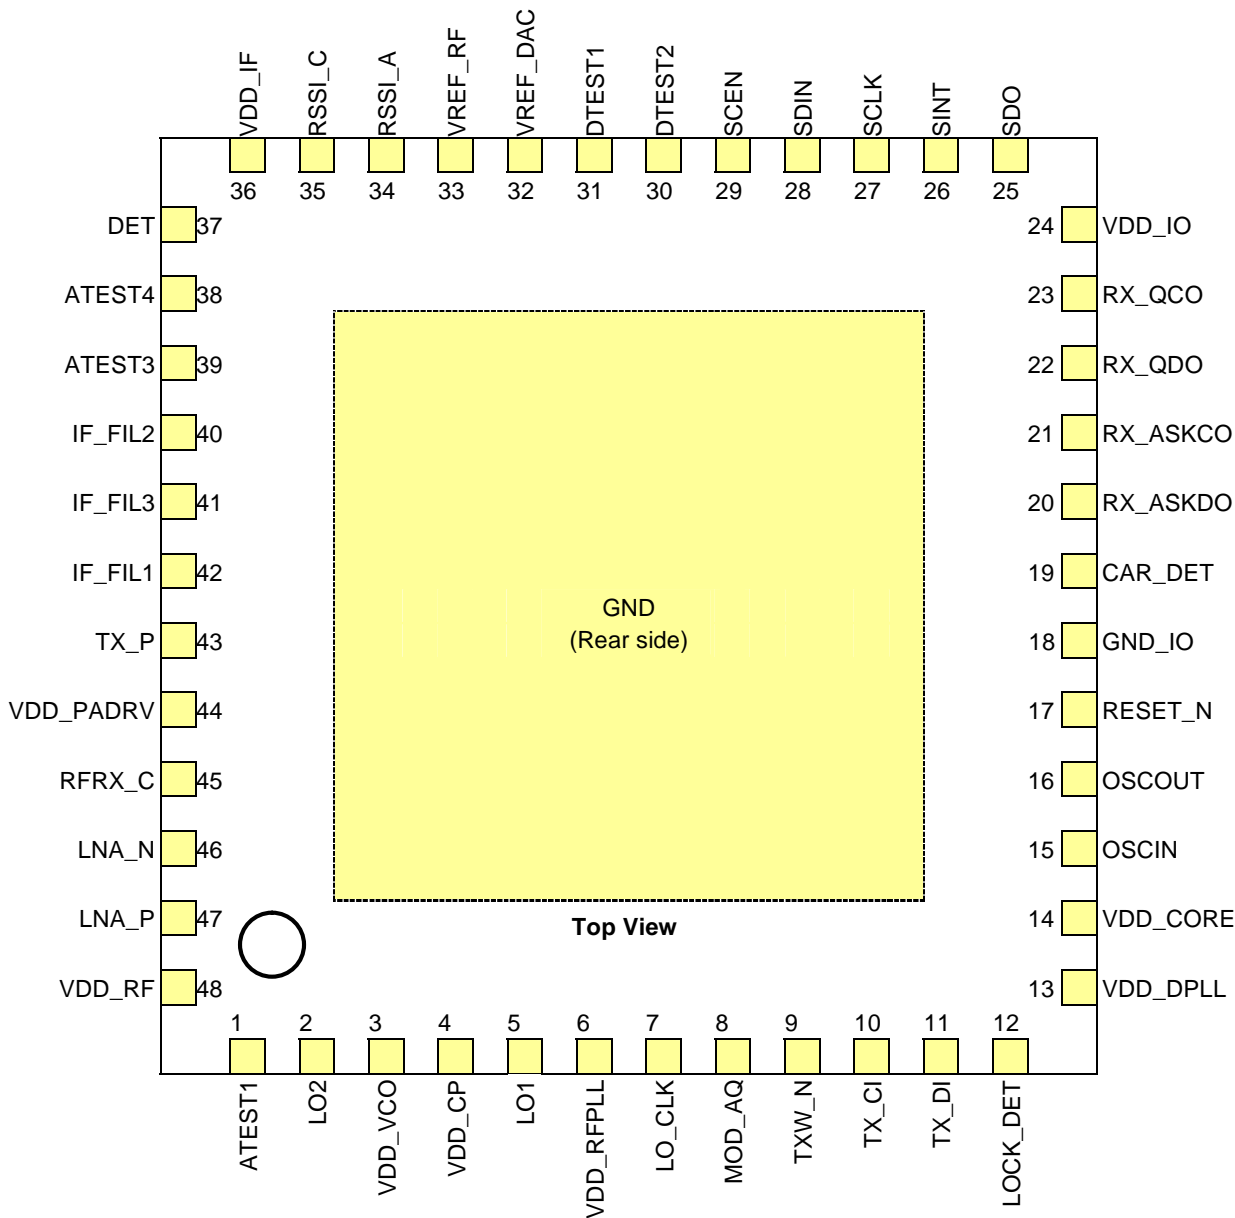 VDD_IF
RSSI_C
RSSI_A
VREF_RF
VREF_DAC
DTEST1
DTEST2
SCEN
SDIN
SCLK
SINT
SDO
36 35 34 33 32 31 30 29 28 27 26 25
DET 37
24 VDD_IO
ATEST4 38
23 RX_QCO
ATEST3 39
22 RX_QDO
IF_FIL2 40
21 RX_ASKCO
IF_FIL3 41
20 RX_ASKDO
IF_FIL1 42
19 CAR_DET
GND
(Rear side)
TX_P 43
18 GND_IO
VDD_PADRV 44
17 RESET_N
RFRX_C 45
16 OSCOUT
LNA_N 46
15 OSCIN
LNA_P 47
Top View
14 VDD_CORE
VDD_RF 48
13 VDD_DPLL
1 2 3 4 5 6 7 8 9 10 11 12
ATEST1
LO2
VDD_VCO
VDD_CP
LO1
VDD_RFPLL
LO_CLK
MOD_AQ
TXW_N
TX_CI
TX_DI
LOCK_DET